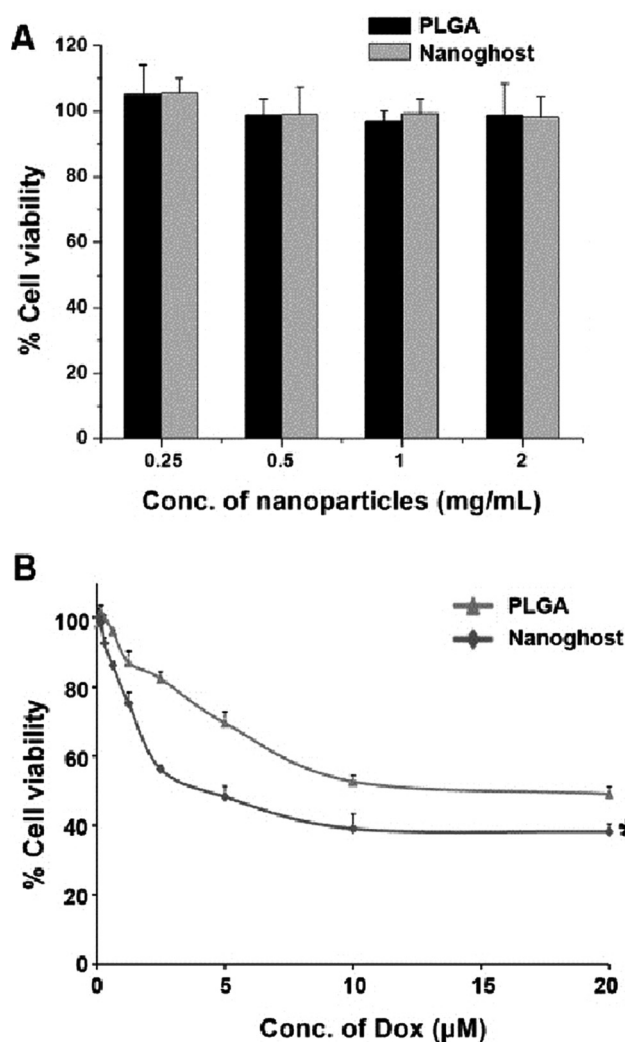 A
PLGA
Nanoghost
120
100
80
60
40
20
0
% Cell viability
0.25 0.5 1 2
Conc. of nanoparticles (mg/mL)
B
PLGA
Nanoghost
100
80
60
40
20
0
% Cell viability
0 5 10 15 20
Conc. of Dox (µM)
*